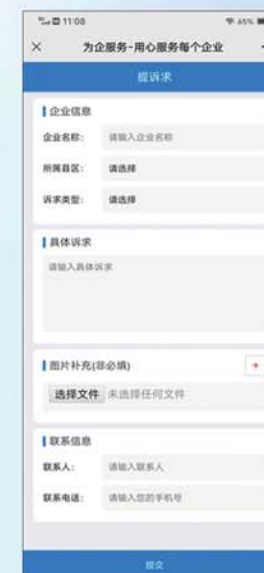 11:08 65%
为企服务-用心服务每个企业
提诉求
企业信息
企业名称: 请输入企业名称
所属县区: 请选择
诉求类型: 请选择
具体诉求
请输入具体诉求
图片补充(非必填) +
选择文件 未选择任何文件
联系信息
联系人: 请输入联系人
联系电话: 请输入您的手机号
提交